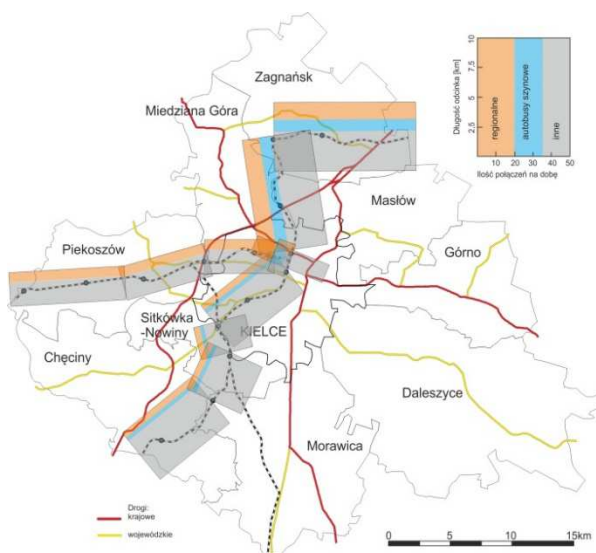 Zagnańsk
Miedziana Góra
Masłów
Piekoszów
Górno
Sitkówka
-Nowiny
KIELCE
Chęciny
Daleszyce
Morawica
Długość odcinka [km]
10
7,5
5
2,5
regionalne
autobusy szynowe
inne
10 20 30 40 50
Ilość połączeń na dobę
Drogi:
krajowe
wojewódzkie
0 5 10 15km